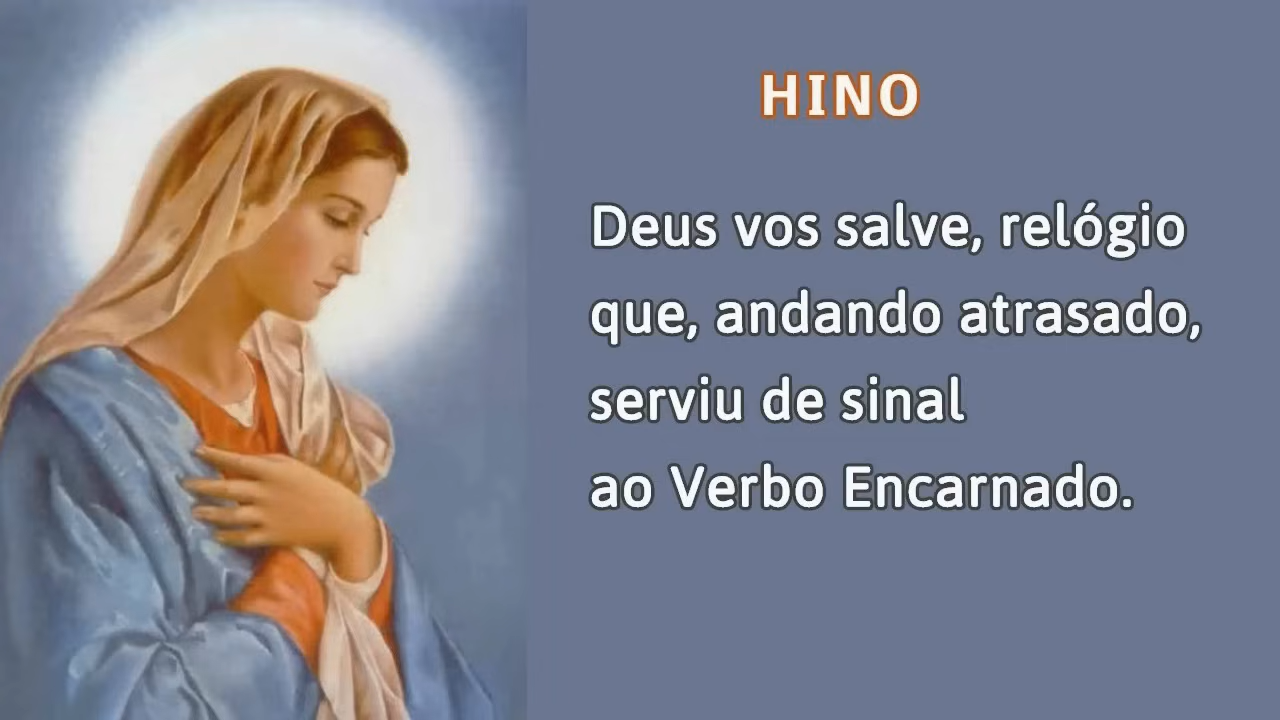 HINO
Deus vos salve, relógio
que, andando atrasado,
serviu de sinal
ao Verbo Encarnado.